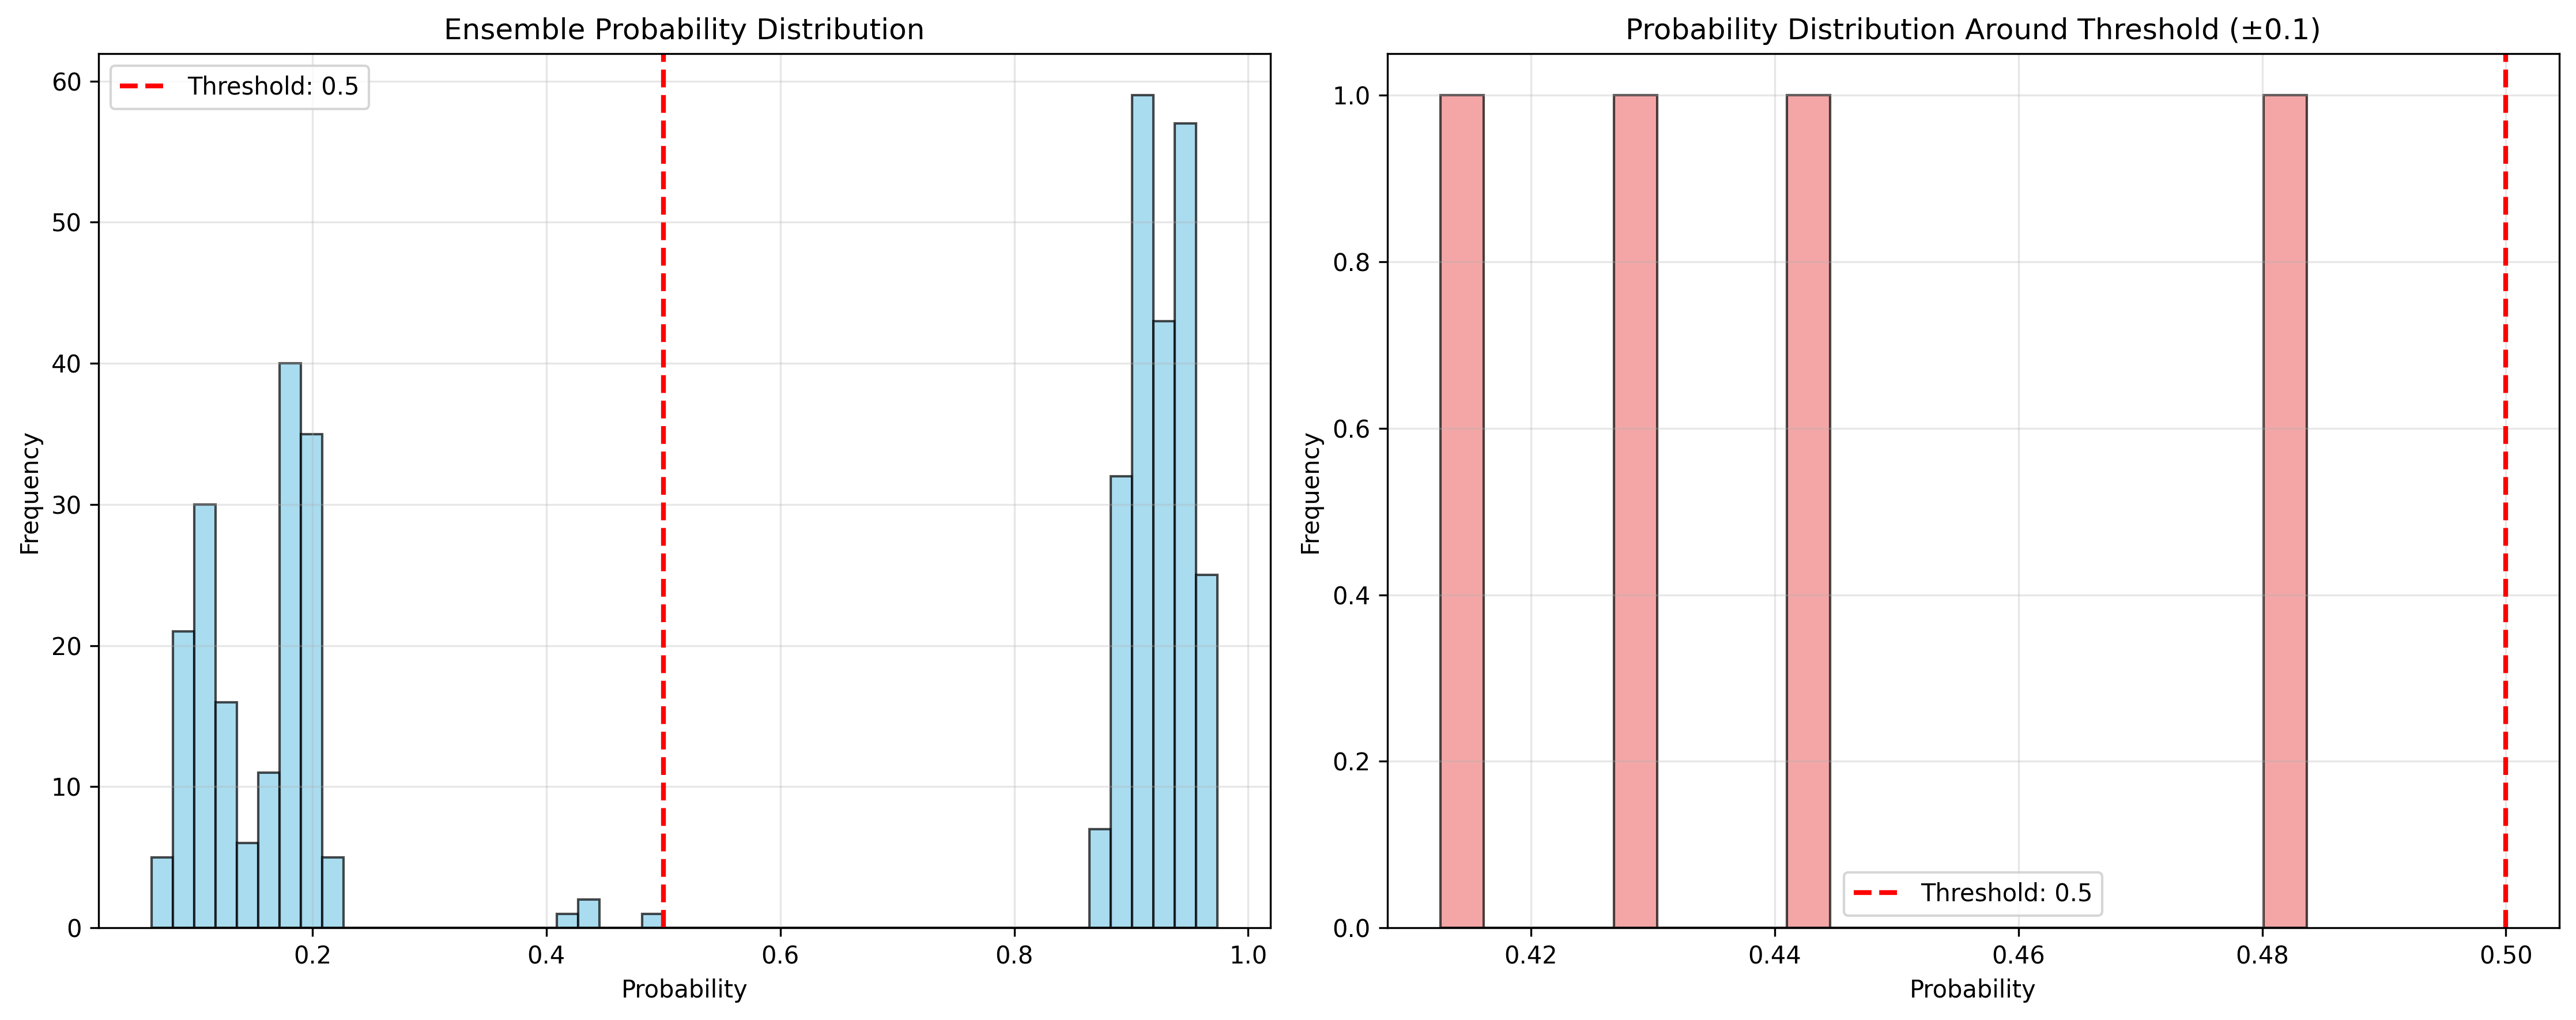 Ensemble Probability Distribution
Threshold: 0.5
Frequency
60
50
40
30
20
10
0
0.2 0.4 0.6 0.8 1.0
Probability
Probability Distribution Around Threshold (±0.1)
Frequency
1.0
0.8
0.6
0.4
0.2
0.0
Threshold: 0.5
0.42 0.44 0.46 0.48 0.50
Probability